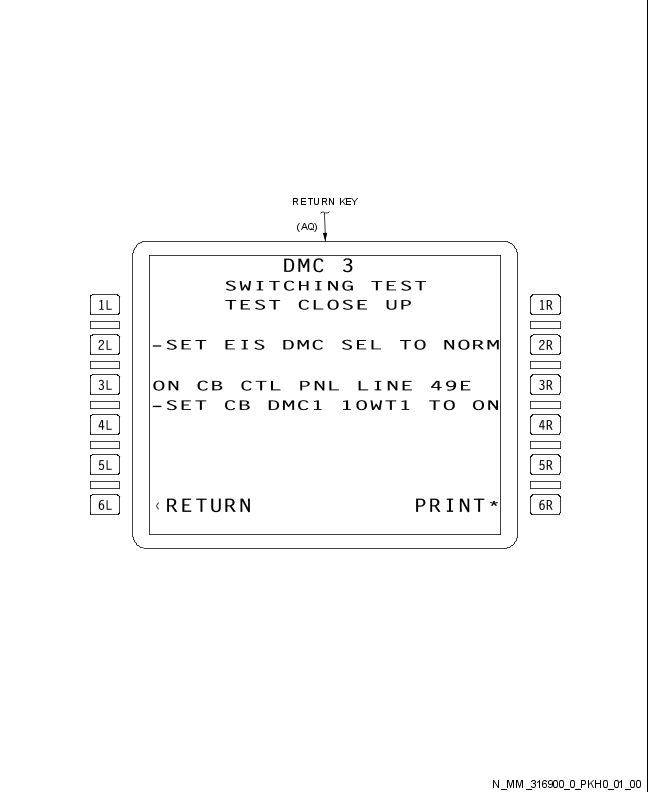 RETURN KEY
(AQ)
DMC 3
SWITCHING TEST
1L TEST CLOSE UP 1R
2L -SET EIS DMC SEL TO NORM 2R
3L ON CB CTL PNL LINE 49E 3R
-SET CB DMC1 10WT1 TO ON
4L 4R
5L 5R
6L <RETURN PRINT* 6R
N_MM_316900_0_PKH0_01_00